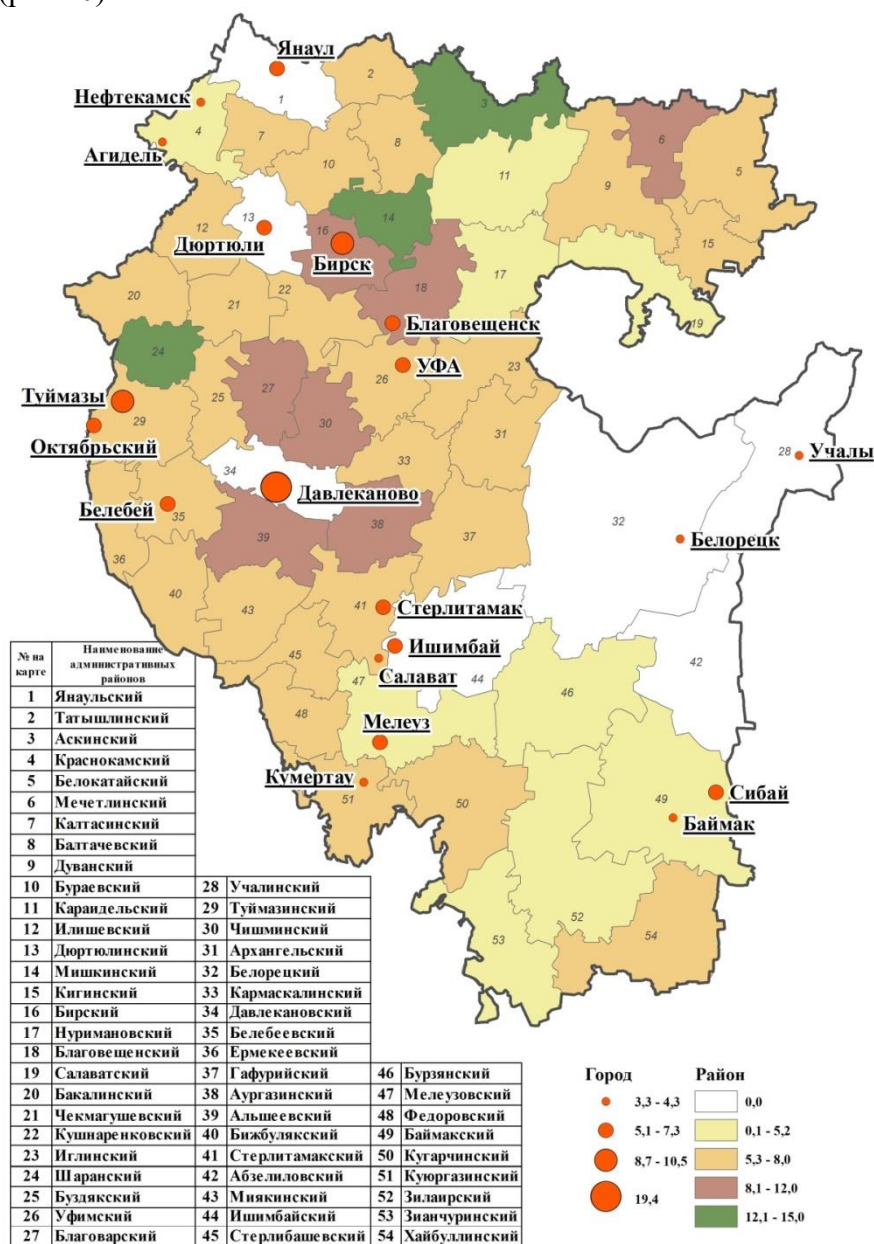 Янаул
2
Нефтекамск
1
3
4
7
8
6
5
Агидель
10
11
9
12
13
14
16
15
Дюртюли
Бирск
17
18
20
21
22
19
Благовещенск
24
УФА
23
26
27
25
Туймазы
29
30
31
Октябрьский
33
28
Учалы
34
Давлеканово
Белебей
35
32
38
37
39
Белорецк
36
40
41
Стерлитамак
43
Ишимбай
45
Салават
42
47
44
46
48
Мелеуз
Кумертау
51
50
49
Сибай
Баймак
52
54
53
№ на карте
Наименование административных районов
1 Янаульский
2 Татышлинский
3 Аскинский
4 Краснокамский
5 Белокатайский
6 Мечетлинский
7 Калтасинский
8 Балтачевский
9 Дуванский
10 Бураевский 28 Учалинский
11 Караидельский 29 Туймазинский
12 Илишевский 30 Чишминский
13 Дюртюлинский 31 Архангельский
14 Мишкинский 32 Белорецкий
15 Кигинский 33 Кармаскалинский
16 Бирский 34 Давлекановский
17 Нуримановский 35 Белебеевский
18 Благовещенский 36 Ермекеевский
19 Салаватский 37 Гафурийский 46 Бурзянский
20 Бакалинский 38 Аургазинский 47 Мелеузовский
21 Чекмагушевский 39 Альшеевский 48 Федоровский
22 Кушнаренковский 40 Бижбулякский 49 Баймакский
23 Иглинский 41 Стерлитамакский 50 Кугарчинский
24 Шаранский 42 Абзелиловский 51 Куюргазинский
25 Буздякский 43 Миякинский 52 Зилаирский
26 Уфимский 44 Ишимбайский 53 Зианчуринский
27 Благоварский 45 Стерлибашевский 54 Хайбуллинский
Город Район
3,3 - 4,3 0,0
5,1 - 7,3 0,1 - 5,2
8,7 - 10,5 5,3 - 8,0
19,4 8,1 - 12,0
12,1 - 15,0